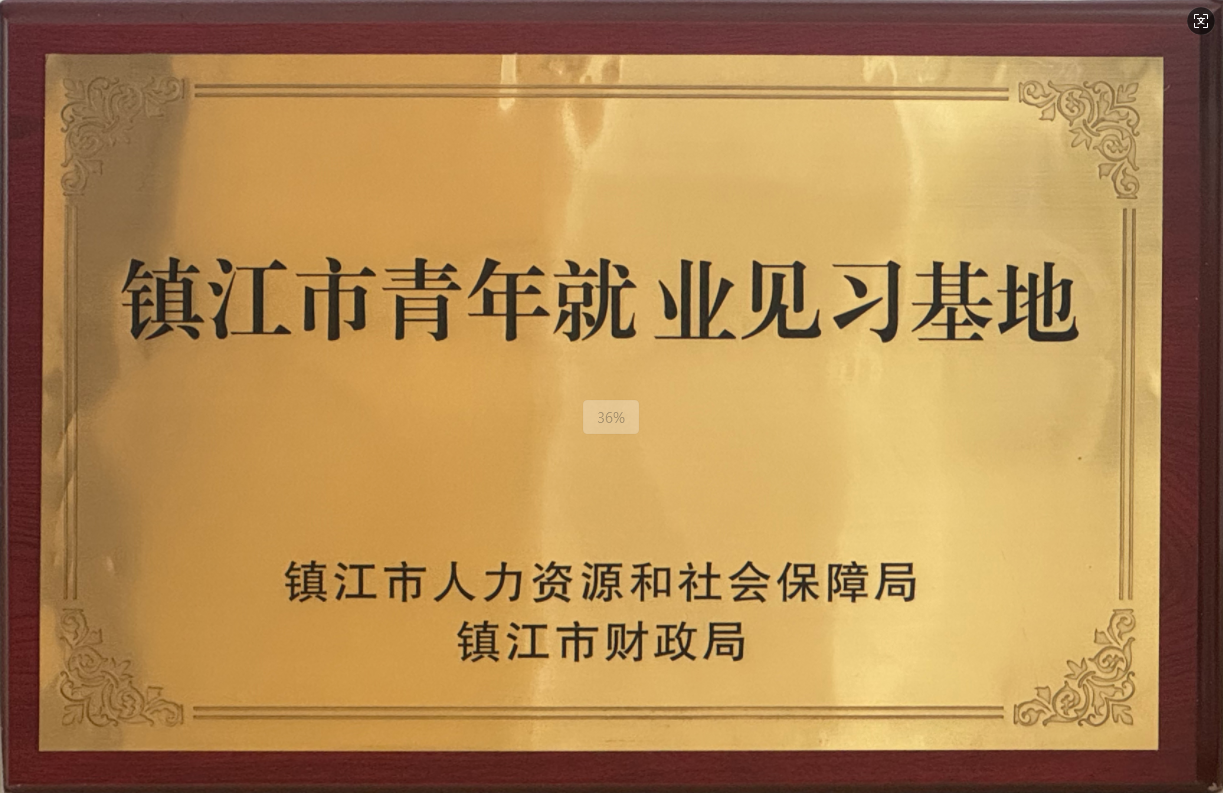 镇江市青年就业见习基地
36%
镇江市人力资源和社会保障局
镇江市财政局